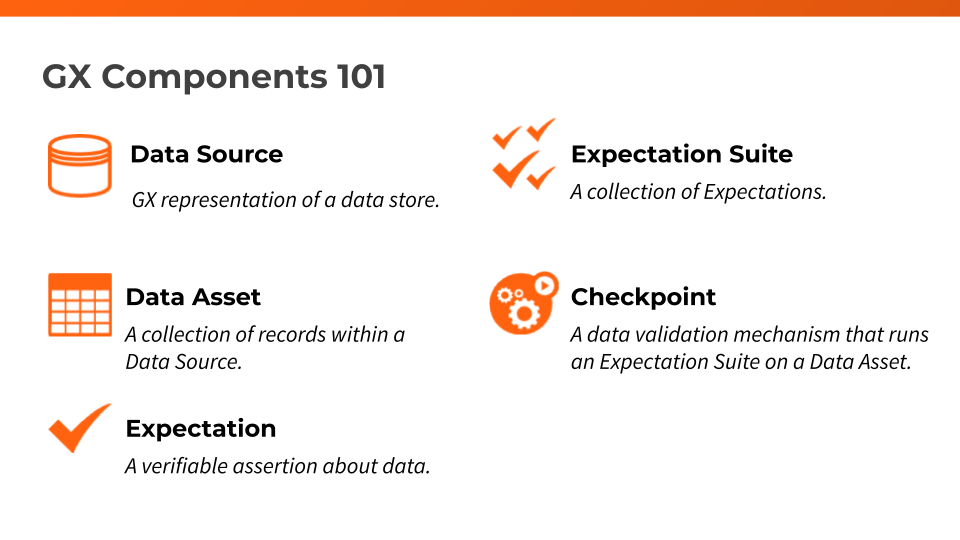 GX Components 101
Data Source
GX representation of a data store.
Data Asset
A collection of records within a
Data Source.
Expectation
A verifiable assertion about data.
Expectation Suite
A collection of Expectations.
Checkpoint
A data validation mechanism that runs
an Expectation Suite on a Data Asset.